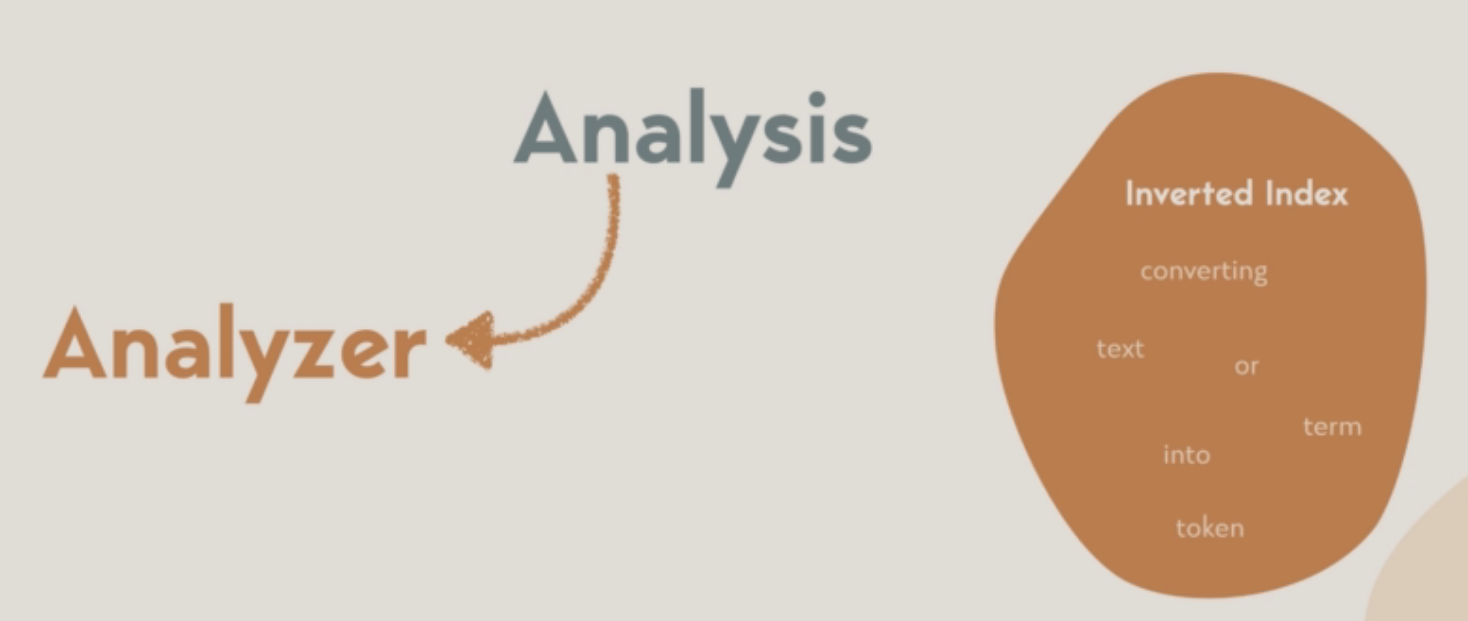 Analysis
Analyzer
Inverted Index
converting
text
or
term
into
token